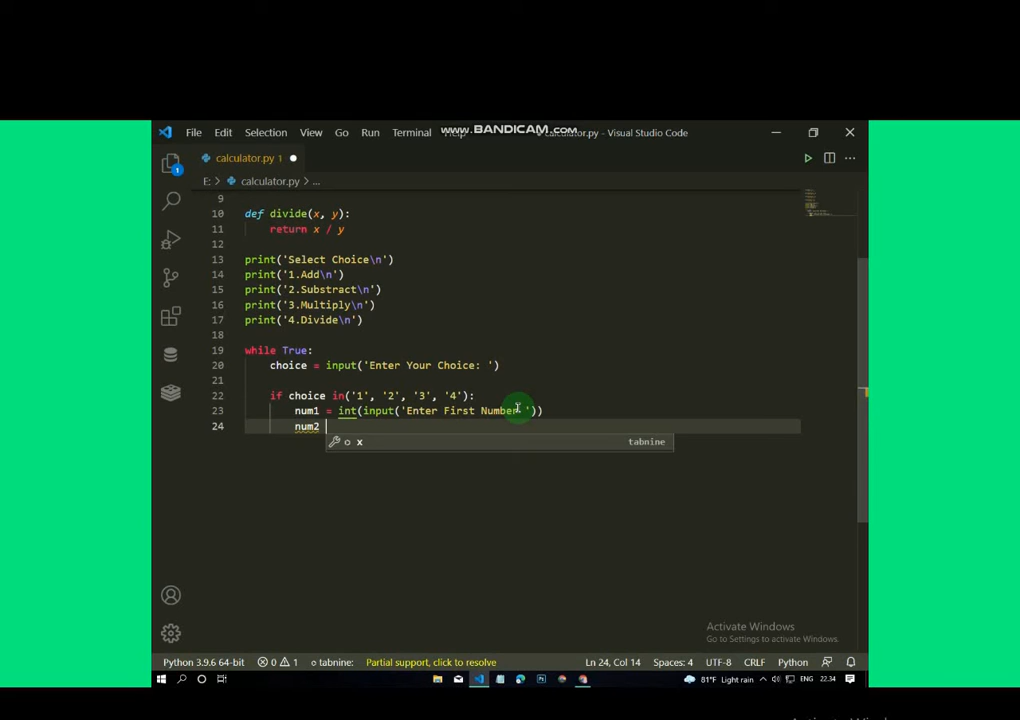 File Edit Selection View Go Run Terminal
www.BANDICAM.com
calculator.py - Visual Studio Code
calculator.py 1
E: > calculator.py > ...
9
10 def divide(x, y):
11 return x / y
12
13 print('Select Choice\n')
14 print('1.Add\n')
15 print('2.Substract\n')
16 print('3.Multiply\n')
17 print('4.Divide\n')
18
19 while True:
20 choice = input('Enter Your Choice: ')
21
22 if choice in('1', '2', '3', '4'):
23 num1 = int(input('Enter First Number '))
24 num2
x tabnine
1
Activate Windows
Go to Settings to activate Windows.
Python 3.9.6 64-bit 0 1 tabnine: Partial support, click to resolve Ln 24, Col 14 Spaces: 4 UTF-8 CRLF Python
81°F Light rain ENG 22.34